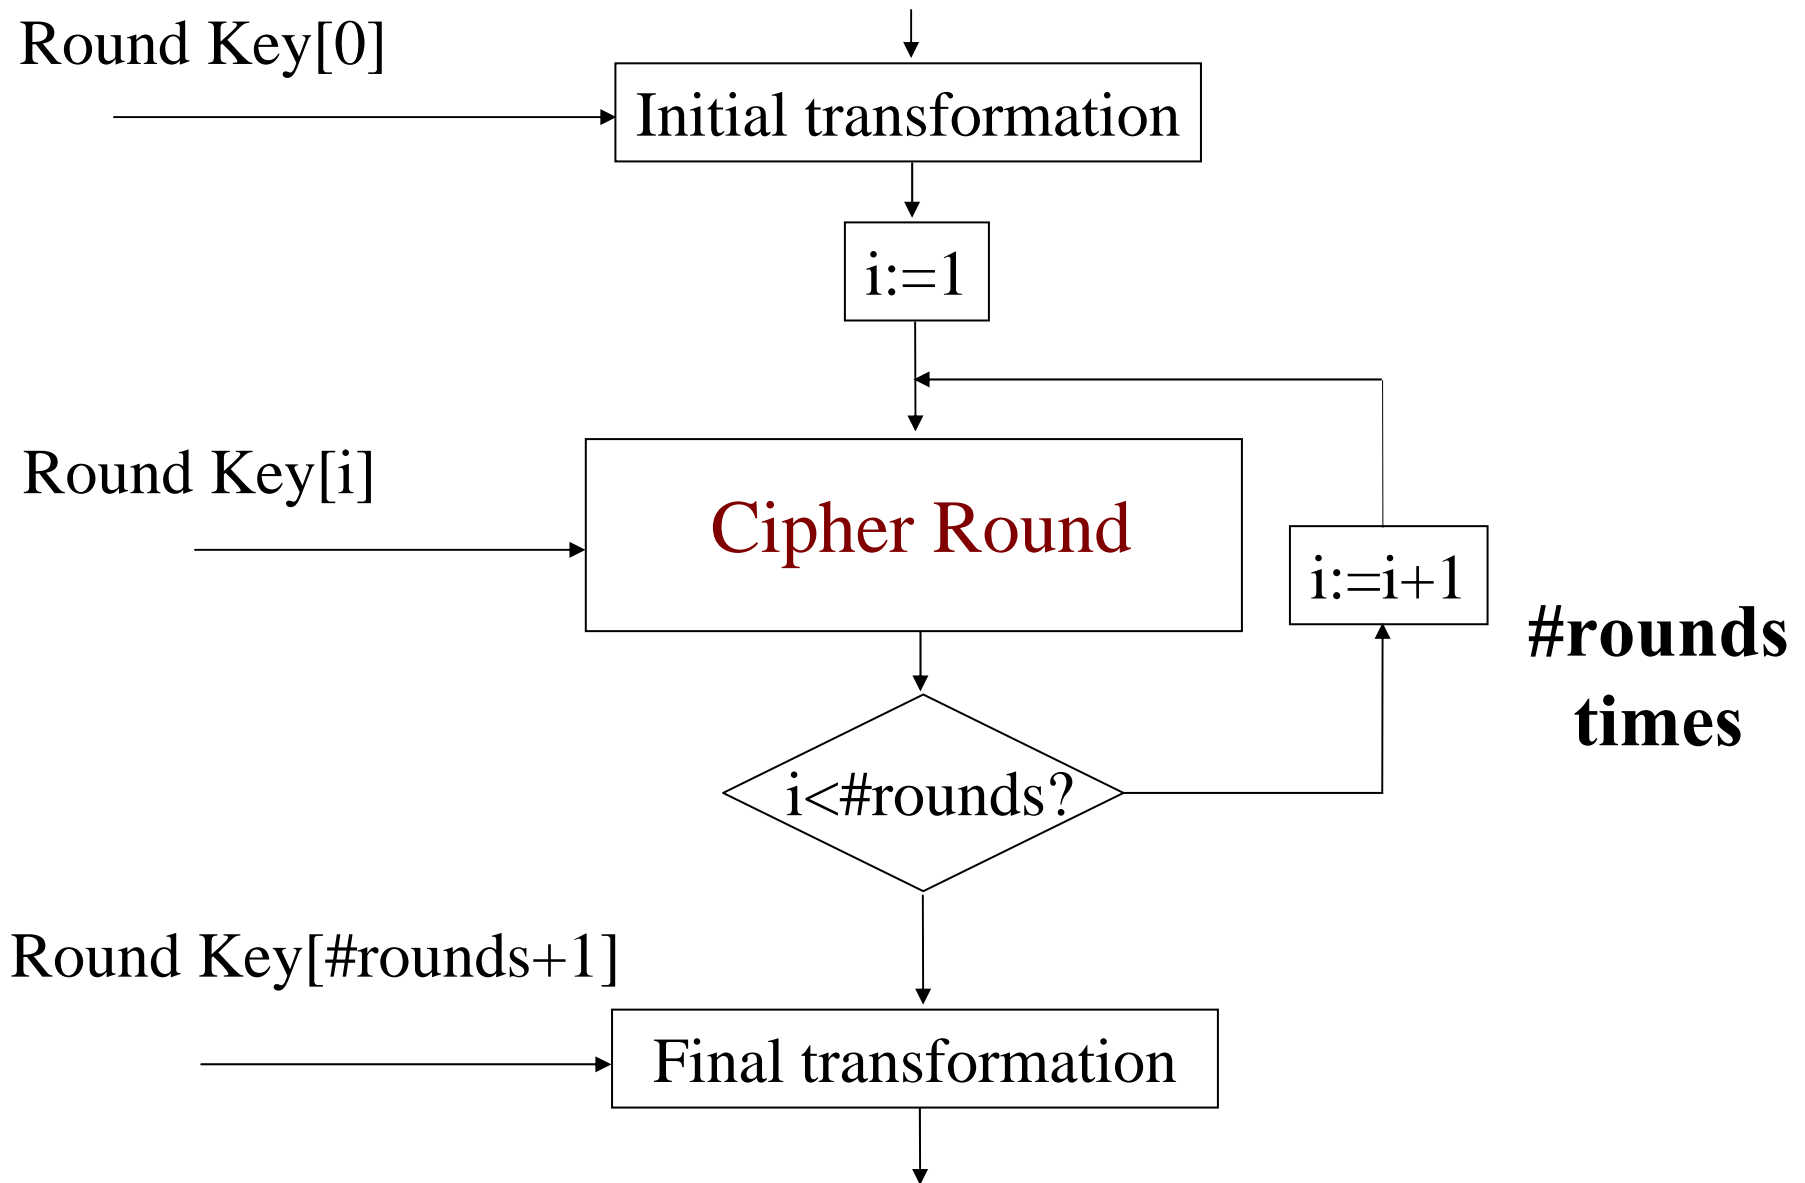 Round Key[0]
Initial transformation
i:=1
Round Key[i]
Cipher Round
i:=i+1
#rounds
times
i<#rounds?
Round Key[#rounds+1]
Final transformation